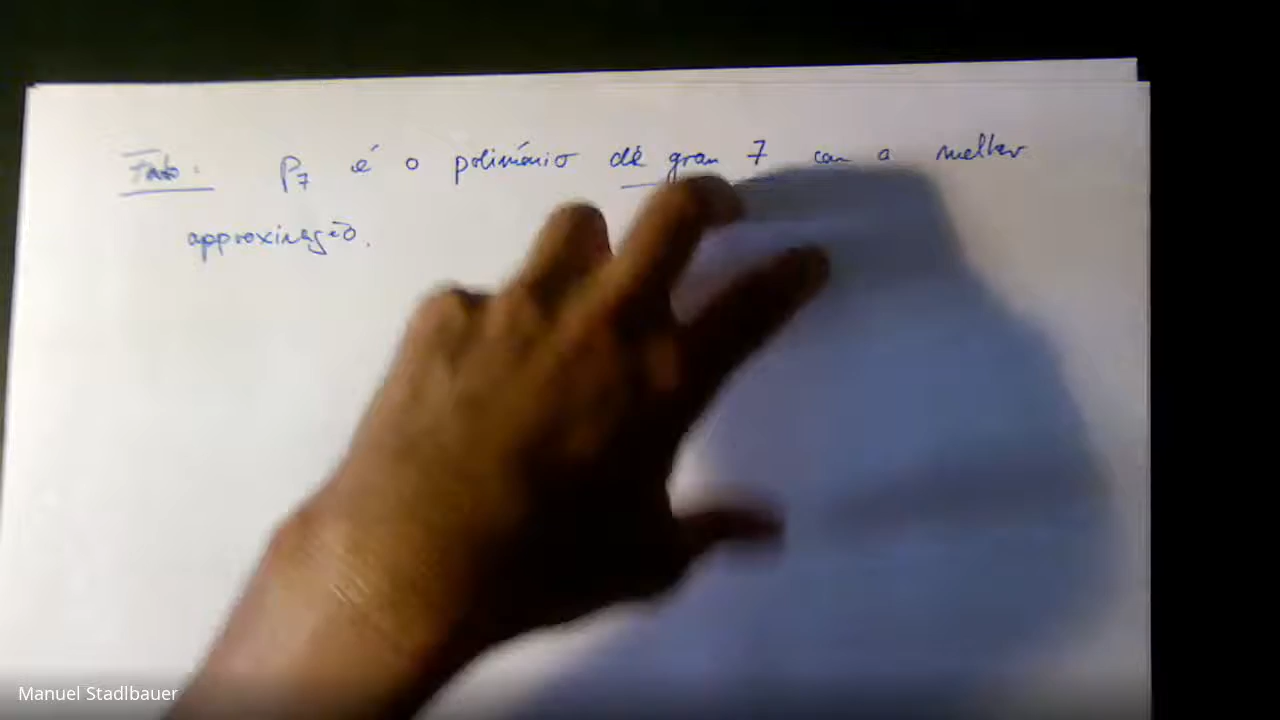 Fato: P₇ é o polinómio de grau 7 com a melhor
approximação.
Manuel Stadlbauer